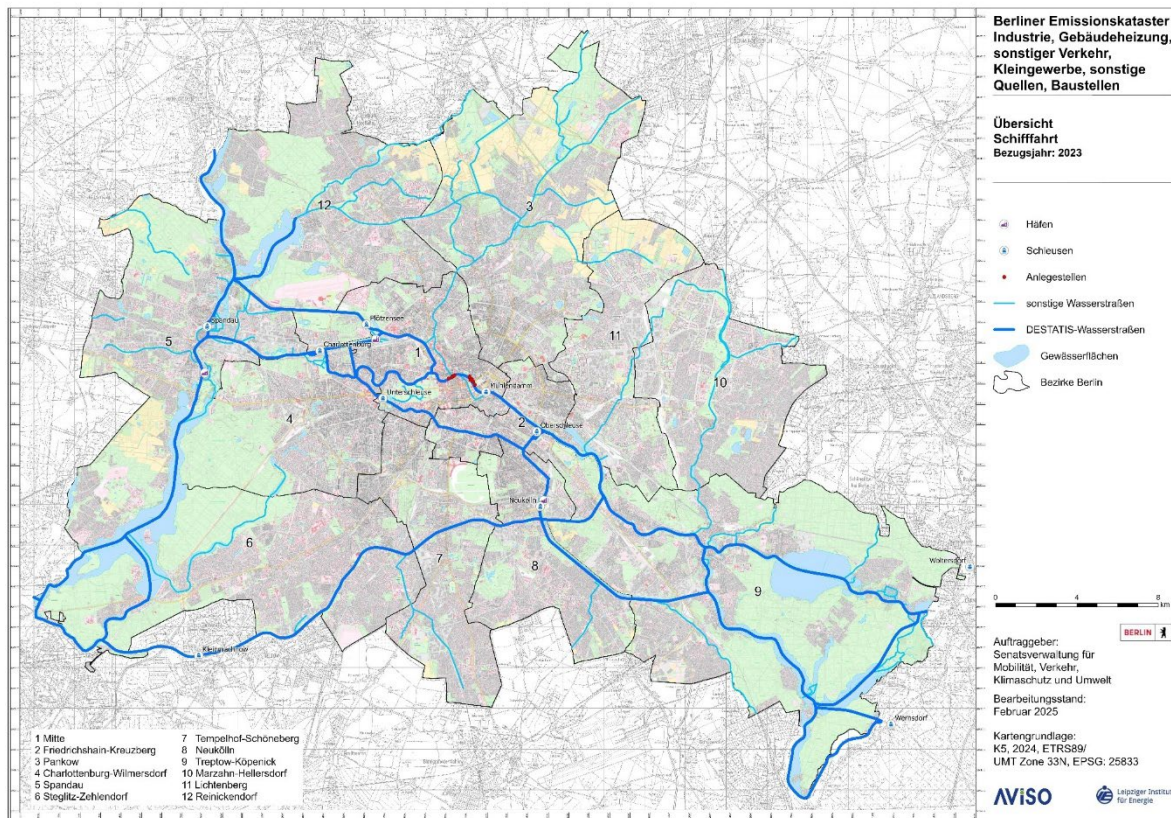 Berliner Emissionskataster
Industrie, Gebäudeheizung,
sonstiger Verkehr,
Kleingewerbe, sonstige
Quellen, Baustellen
Übersicht
Schifffahrt
Bezugsjahr: 2023
Häfen
Schleusen
Anlegestellen
sonstige Wasserstraßen
DESTATIS-Wasserstraßen
Gewässerflächen
Bezirke Berlin
12
3
Spandau
Plötzensee
5
Charlottenburg
1
11
Unterschleuse
Mühlendamm
10
4
2
Oberschleuse
Neukölln
6
7
8
9
Woltersdorf
Kleinmachnow
Wernsdorf
0 4 8
km
BERLIN
Auftraggeber:
Senatsverwaltung für
Mobilität, Verkehr,
Klimaschutz und Umwelt
Bearbeitungsstand:
Februar 2025
Kartengrundlage:
K5, 2024, ETRS89/
UMT Zone 33N, EPSG: 25833
AVISO
Leipziger Institut
für Energie
1 Mitte
2 Friedrichshain-Kreuzberg
3 Pankow
4 Charlottenburg-Wilmersdorf
5 Spandau
6 Steglitz-Zehlendorf
7 Tempelhof-Schöneberg
8 Neukölln
9 Treptow-Köpenick
10 Marzahn-Hellersdorf
11 Lichtenberg
12 Reinickendorf